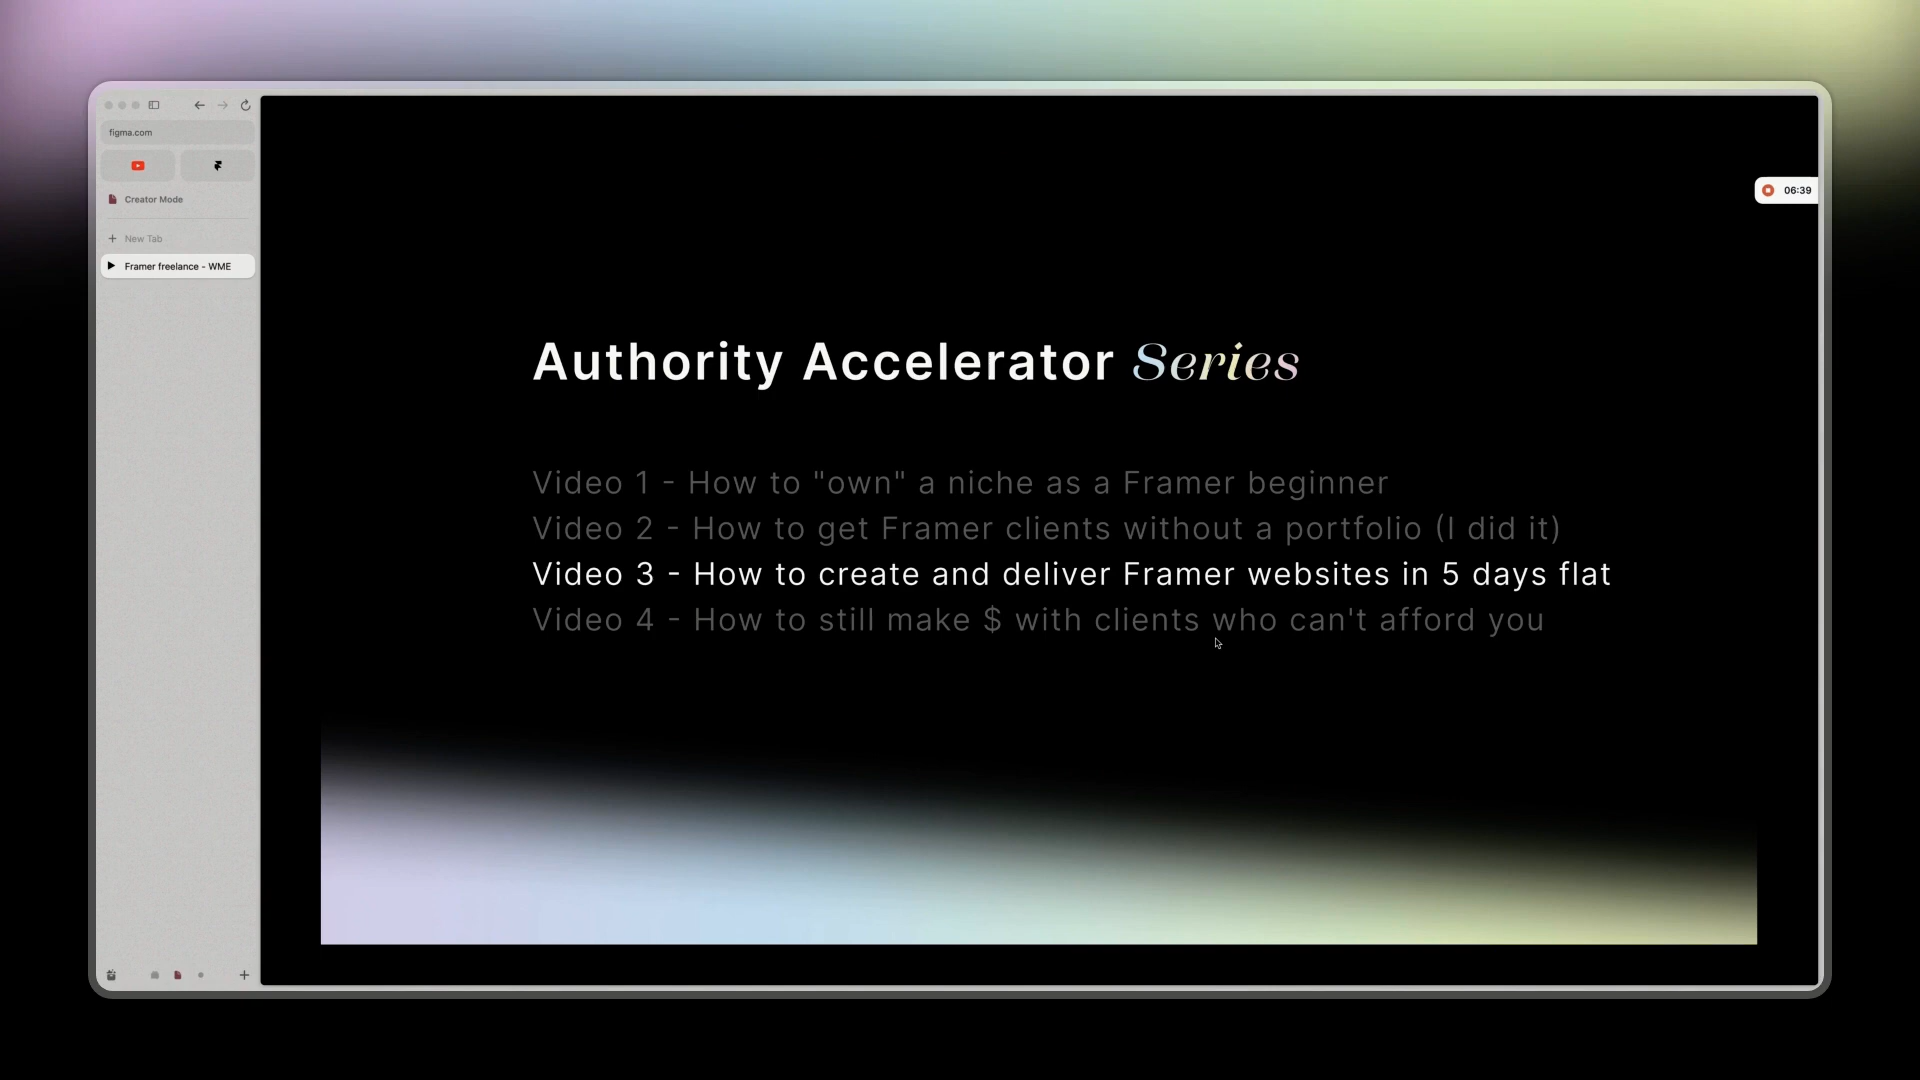 figma.com
Creator Mode
New Tab
Framer freelance - WME
06:39
Authority Accelerator Series
Video 1 - How to "own" a niche as a Framer beginner
Video 2 - How to get Framer clients without a portfolio (I did it)
Video 3 - How to create and deliver Framer websites in 5 days flat
Video 4 - How to still make $ with clients who can't afford you